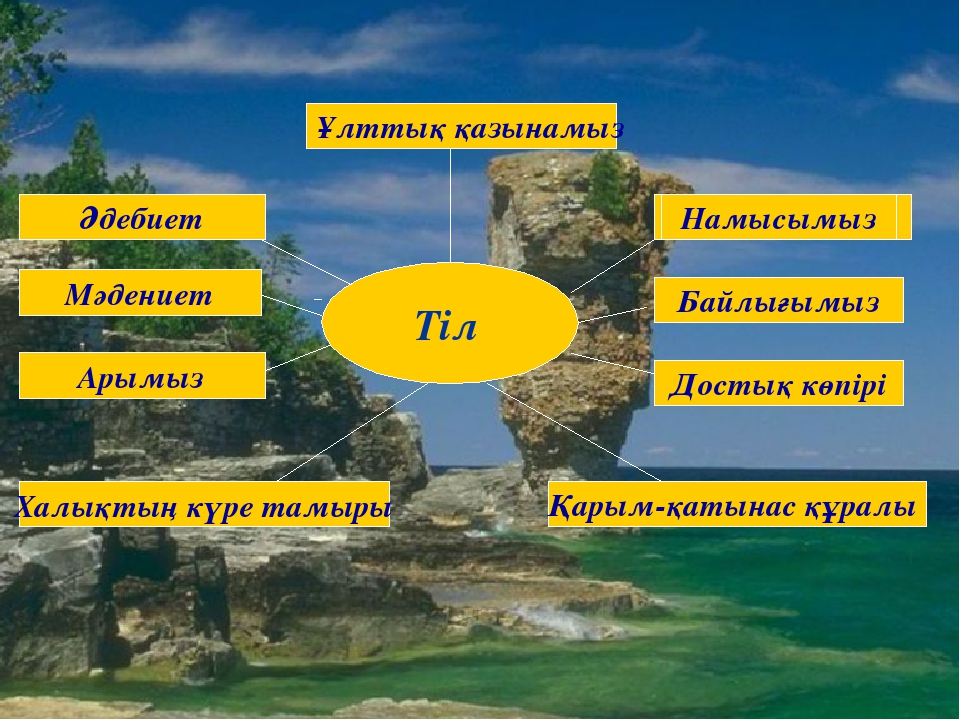 Ұлттық қазынамыз
Әдебиет
Намысымыз
Мәдениет
Байлығымыз
Тіл
Арымыз
Достық көпірі
Халықтың күре тамыры
Қарым-қатынас құралы